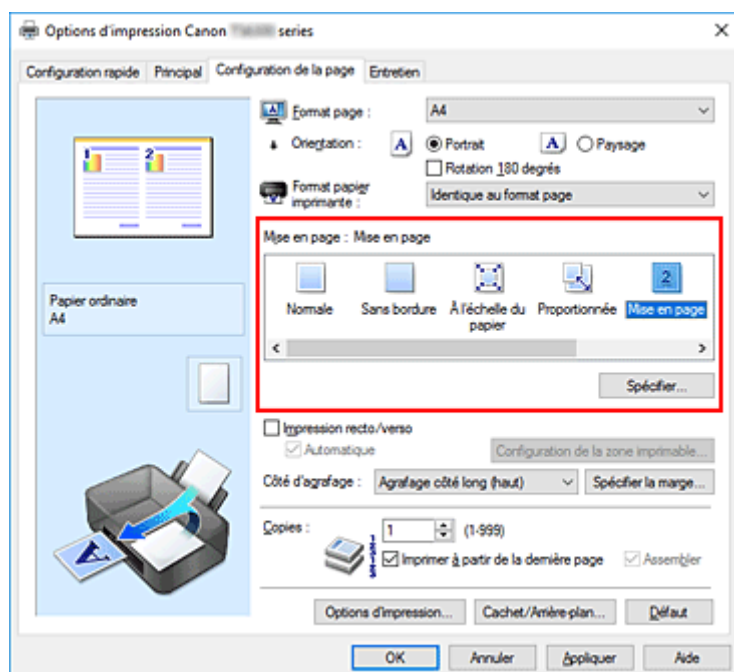 Options d'impression Canon series
Configuration rapide Principal Configuration de la page Entretien
1 2
Papier ordinaire
A4
A
Format page : A4
Orientation : A Portrait A Paysage
Rotation 180 degrés
Format papier imprimante : Identique au format page
Mise en page : Mise en page
2
Normale Sans bordure À l'échelle du papier Proportionnée Mise en page
Spécifier...
Impression recto/verso
Automatique Configuration de la zone imprimable...
Côté d'agrafage : Agrafage côté long (haut) Spécifier la marge...
Copies : 1 (1-999)
Imprimer à partir de la dernière page Assembler
Options d'impression... Cachet/Arrière-plan... Défaut
OK Annuler Appliquer Aide